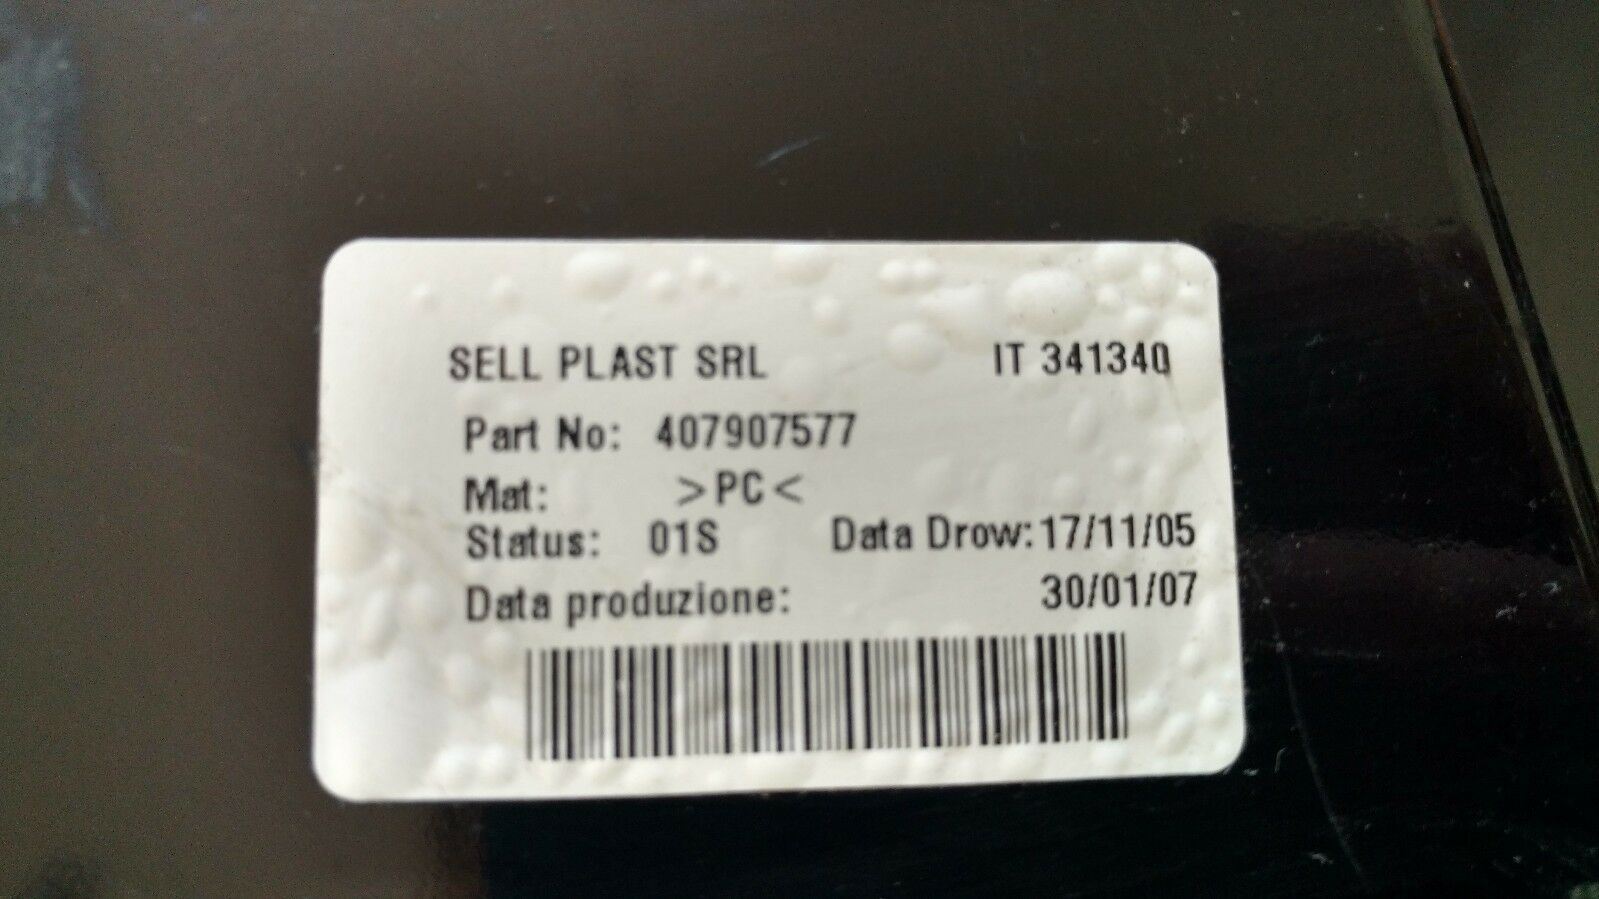 SELL PLAST SRL IT 341340
Part No: 407907577
Mat: >PC<
Status: 01S Data Drow: 17/11/05
Data produzione: 30/01/07